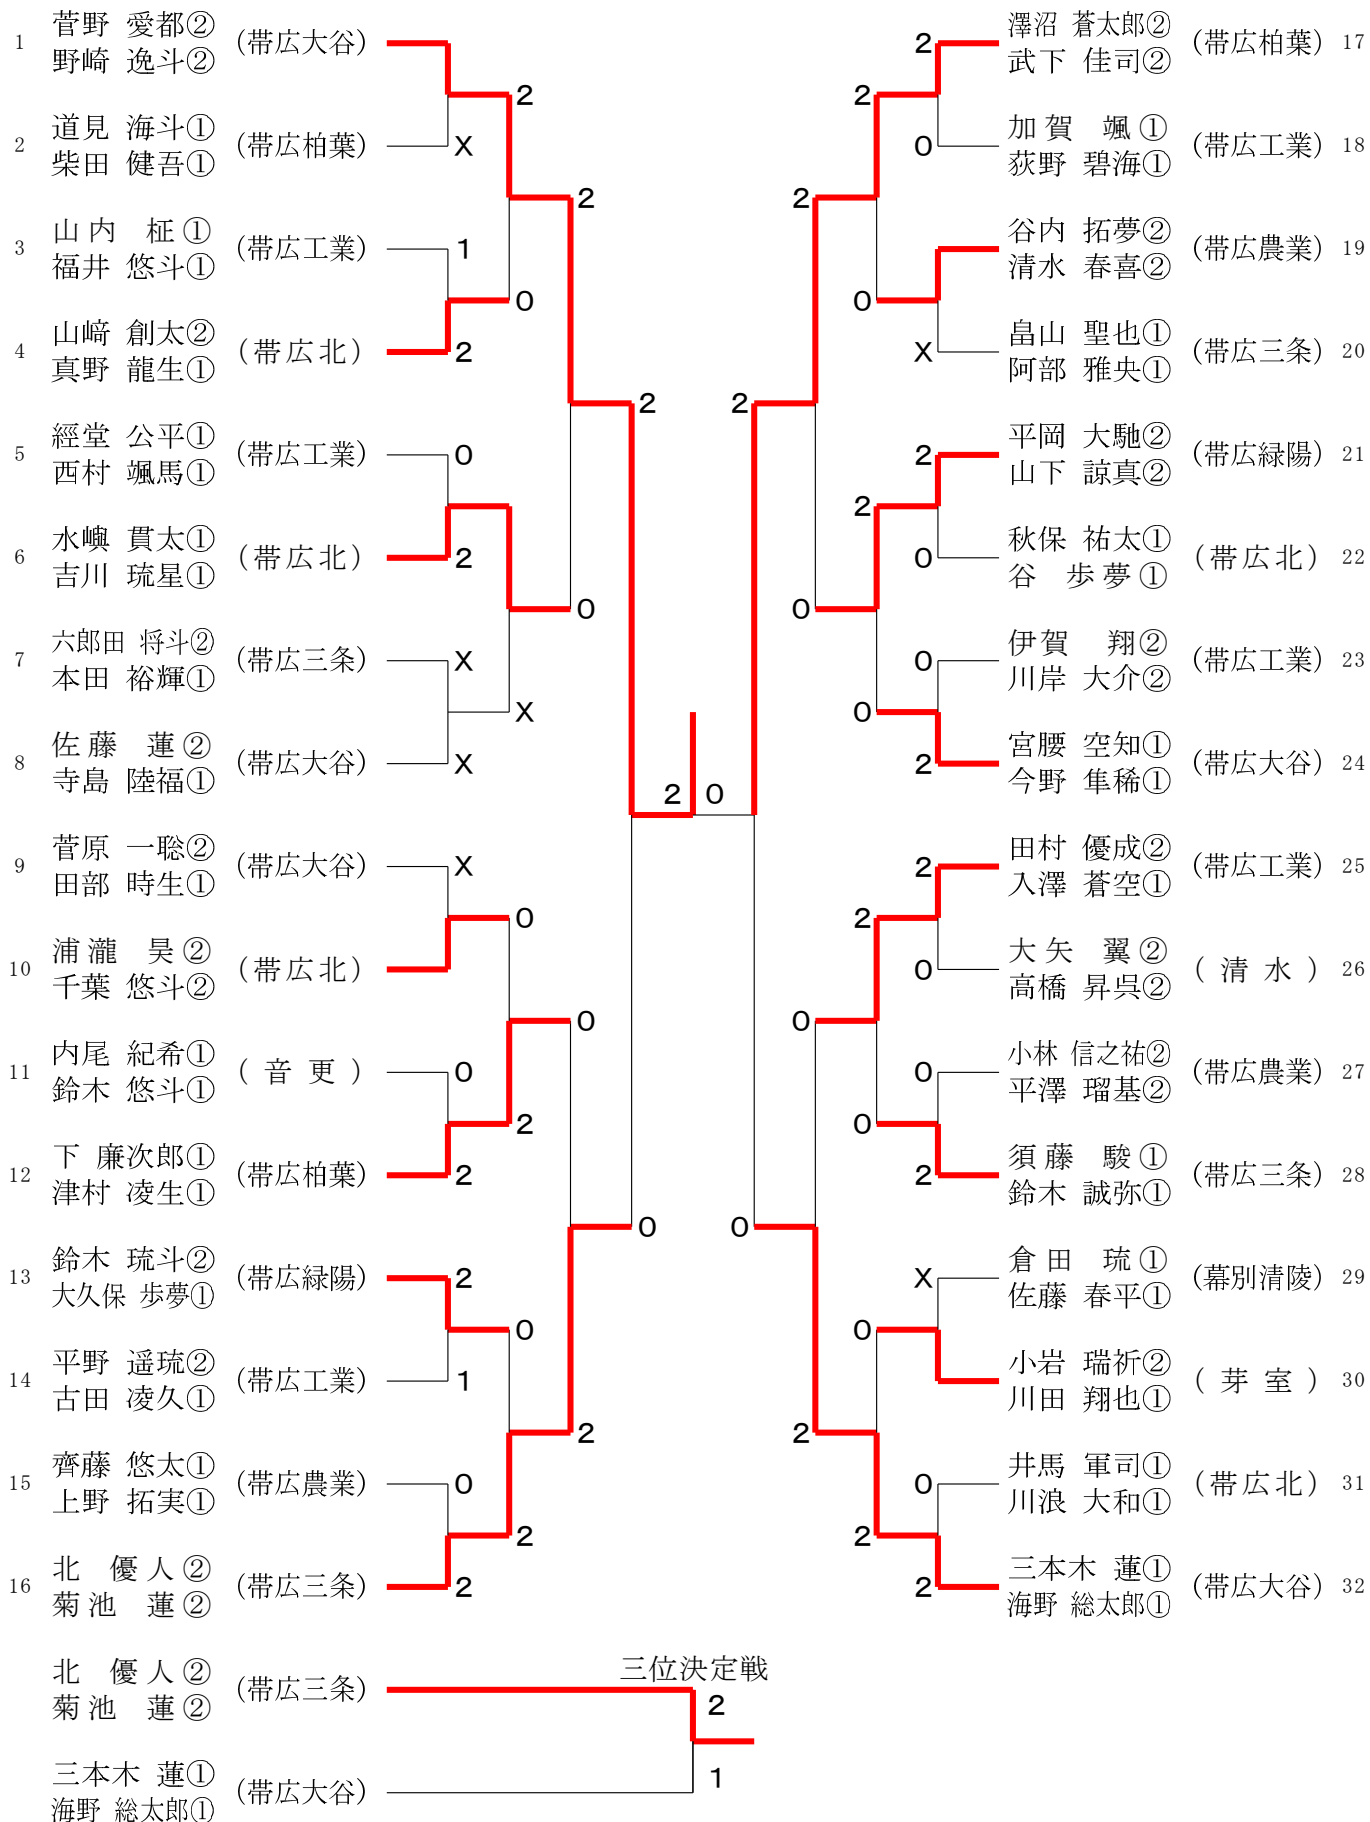 1 菅野 愛都② (帯広大谷)
野崎 逸斗②
2
2 道見 海斗① (帯広柏葉) X
柴田 健吾①
2
3 山内 柾① (帯広工業) 1
福井 悠斗①
0
4 山﨑 創太② (帯広北) 2
真野 龍生①
2
5 經堂 公平① (帯広工業) 0
西村 颯馬①
6 水嶼 貫太① (帯広北) 2
吉川 琉星①
0
7 六郎田 将斗② (帯広三条) X
本田 裕輝①
X
8 佐藤 蓮② (帯広大谷) X
寺島 陸福①
2 0
9 菅原 一聡② (帯広大谷) X
田部 時生①
0
10 浦瀧 昊② (帯広北)
千葉 悠斗②
0
11 内尾 紀希① (音更) 0
鈴木 悠斗①
2
12 下 廉次郎① (帯広柏葉) 2
津村 凌生①
0
13 鈴木 琉斗② (帯広緑陽) 2
大久保 歩夢①
0
14 平野 遥琉② (帯広工業) 1
古田 凌久①
2
15 齊藤 悠太① (帯広農業) 0
上野 拓実①
2
16 北 優人② (帯広三条) 2
菊池 蓮②
2 澤沼 蒼太郎② (帯広柏葉) 17
武下 佳司②
2
0 加賀 颯① (帯広工業) 18
荻野 碧海①
2
谷内 拓夢② (帯広農業) 19
清水 春喜②
0
X 畠山 聖也① (帯広三条) 20
阿部 雅央①
2
2 平岡 大馳② (帯広緑陽) 21
山下 諒真②
2
0 秋保 祐太① (帯広北) 22
谷 歩夢①
0
0 伊賀 翔② (帯広工業) 23
川岸 大介②
0
2 宮腰 空知① (帯広大谷) 24
今野 隼稀①
2 田村 優成② (帯広工業) 25
入澤 蒼空①
2
0 大矢 翼② (清水) 26
高橋 昇呉②
0
0 小林 信之祐② (帯広農業) 27
平澤 瑠基②
0
2 須藤 駿① (帯広三条) 28
鈴木 誠弥①
0
X 倉田 琉① (幕別清陵) 29
佐藤 春平①
0
小岩 瑞祈② (芽室) 30
川田 翔也①
2
0 井馬 軍司① (帯広北) 31
川浪 大和①
2
2 三本木 蓮① (帯広大谷) 32
海野 総太郎①
三位決定戦
北 優人② (帯広三条) 2
菊池 蓮②
三本木 蓮① (帯広大谷) 1
海野 総太郎①